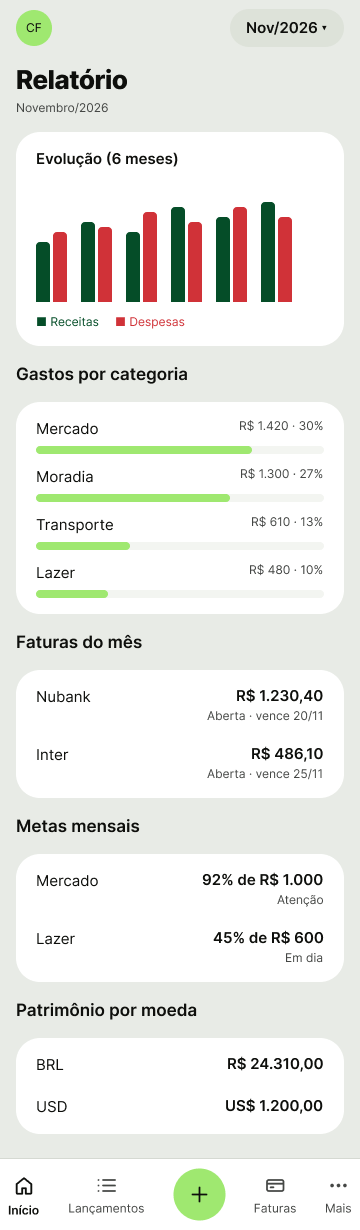 CF
Nov/2026 ▾
Relatório
Novembro/2026
Evolução (6 meses)
■ Receitas ■ Despesas
Gastos por categoria
Mercado R$ 1.420 · 30%
Moradia R$ 1.300 · 27%
Transporte R$ 610 · 13%
Lazer R$ 480 · 10%
Faturas do mês
Nubank R$ 1.230,40
Aberta · vence 20/11
Inter R$ 486,10
Aberta · vence 25/11
Metas mensais
Mercado 92% de R$ 1.000
Atenção
Lazer 45% de R$ 600
Em dia
Patrimônio por moeda
BRL R$ 24.310,00
USD US$ 1.200,00
Início Lançamentos Faturas Mais